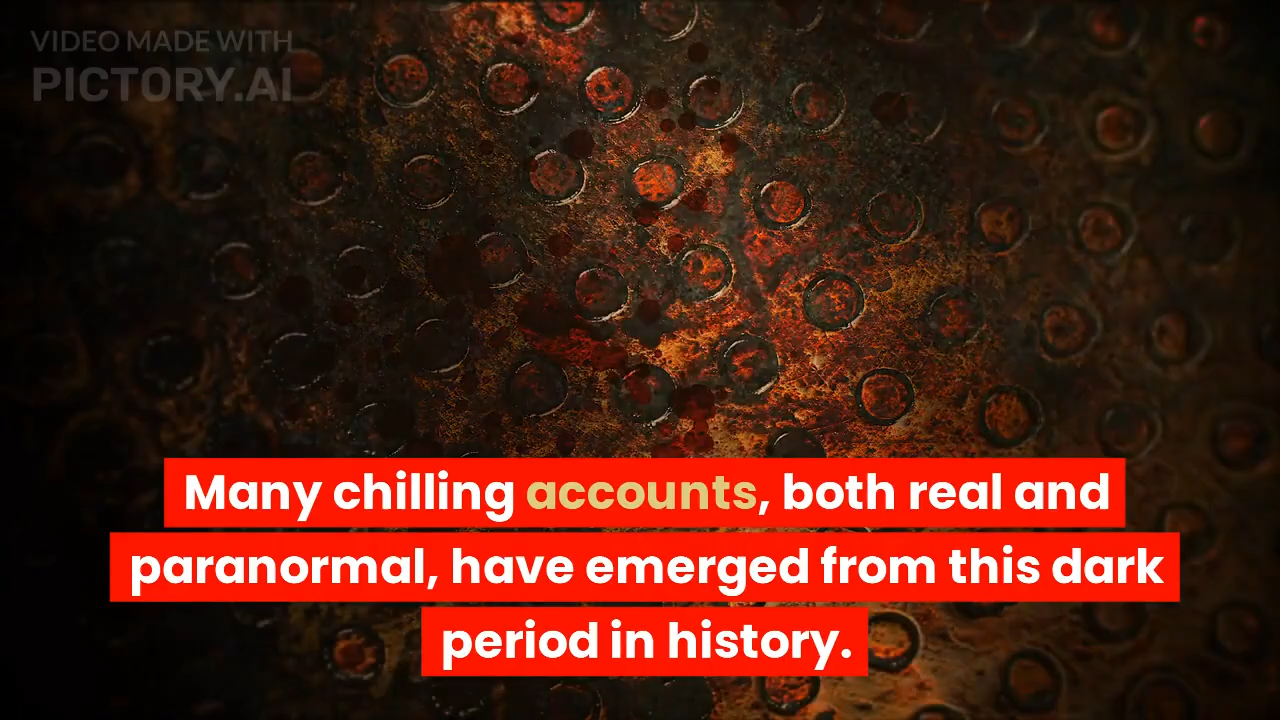 VIDEO MADE WITH
PICTORY.AI
Many chilling accounts, both real and
paranormal, have emerged from this dark
period in history.